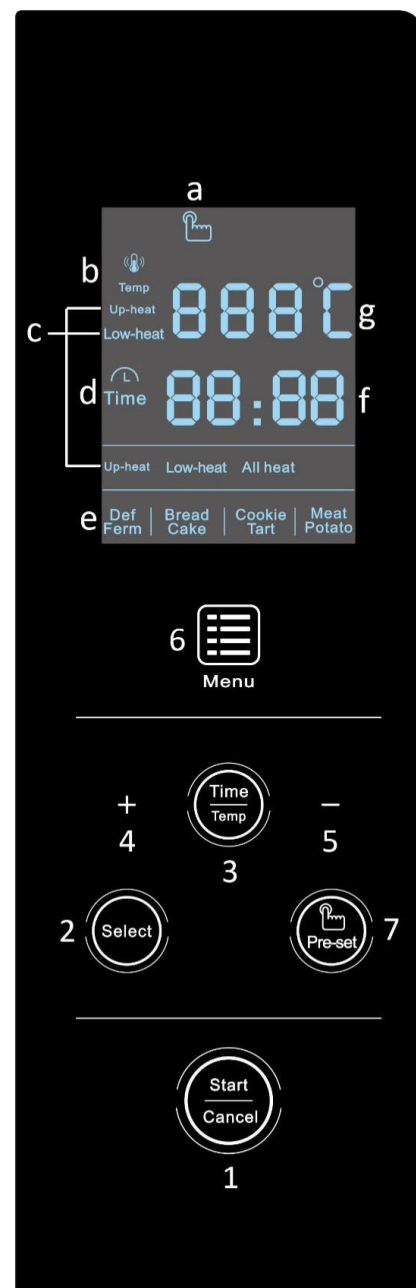 a
b
Temp
888°C
g
c
Up-heat
Low-heat
d
Time
88:88
f
Up-heat Low-heat All heat
e
Def Ferm | Bread Cake | Cookie Tart | Meat Potato
6
Menu
+
4
Time
Temp
3
−
5
2
Select
Pre-set
7
Start
Cancel
1